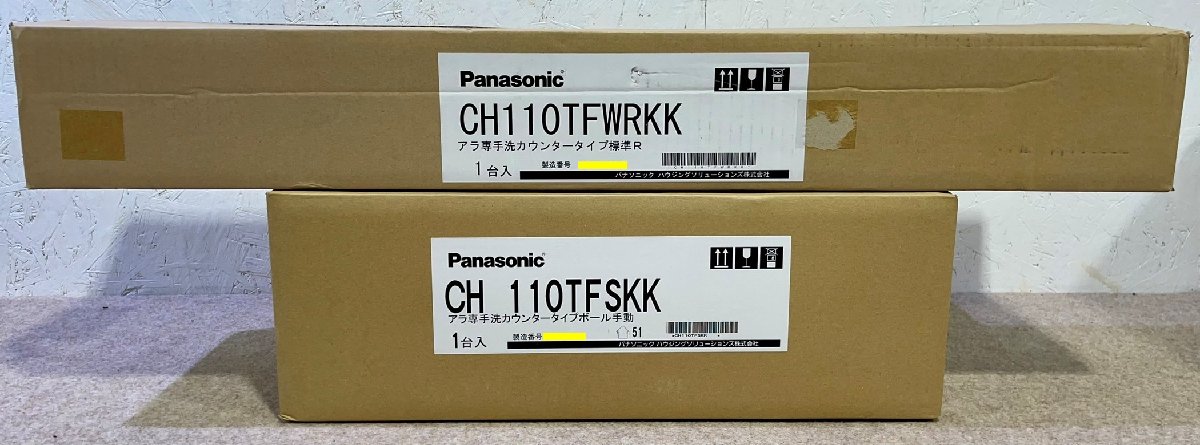 Panasonic
CH110TFWRKK
アラ専手洗カウンタータイプ標準R
1台入 製造番号
パナソニック ハウジングソリューションズ株式会社
Panasonic
CH 110TFSKK
アラ専手洗カウンタータイプボール手動
1台入 製造番号 51
*CH110TFSKK *
パナソニック ハウジングソリューションズ株式会社